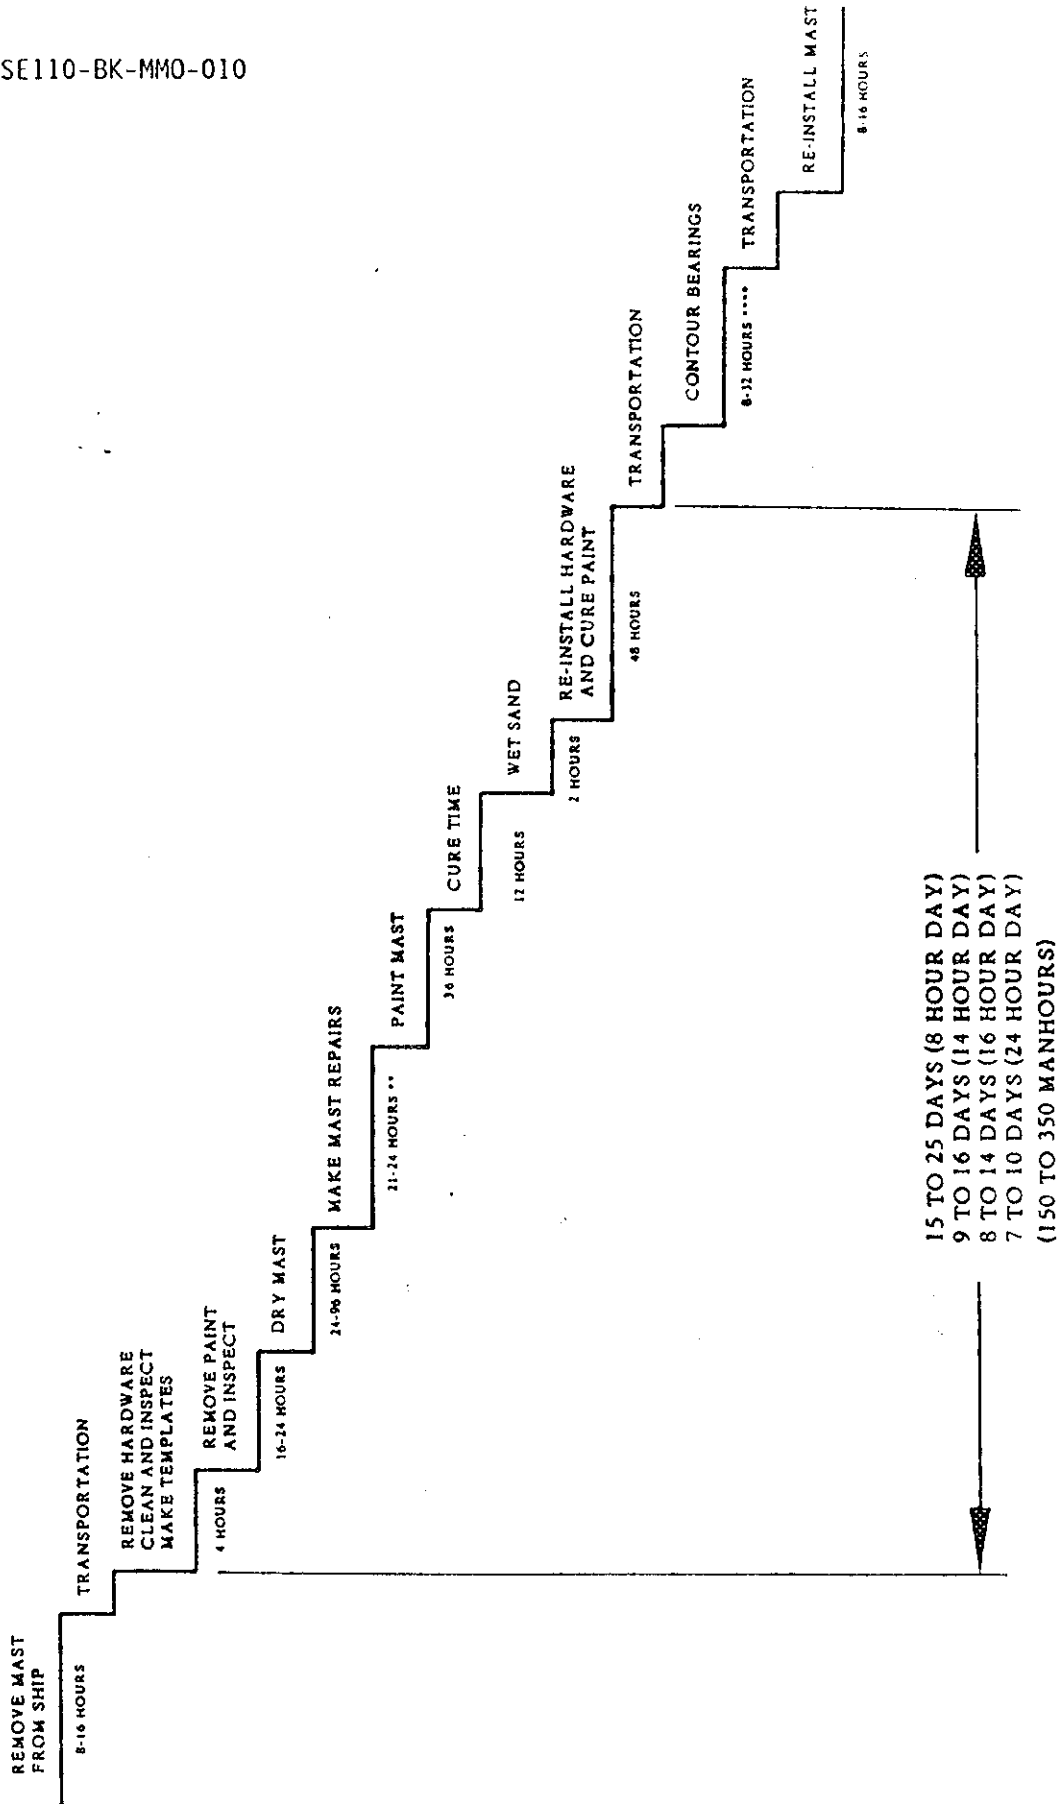 SE110-BK-MMO-010
REMOVE MAST
FROM SHIP
8-16 HOURS
TRANSPORTATION
REMOVE HARDWARE
CLEAN AND INSPECT
MAKE TEMPLATES
4 HOURS
REMOVE PAINT
AND INSPECT
16-24 HOURS
DRY MAST
24-96 HOURS
MAKE MAST REPAIRS
21-24 HOURS **
PAINT MAST
36 HOURS
CURE TIME
12 HOURS
WET SAND
2 HOURS
RE-INSTALL HARDWARE
AND CURE PAINT
48 HOURS
TRANSPORTATION
CONTOUR BEARINGS
8-32 HOURS ****
TRANSPORTATION
RE-INSTALL MAST
8-16 HOURS
15 TO 25 DAYS (8 HOUR DAY)
9 TO 16 DAYS (14 HOUR DAY)
8 TO 14 DAYS (16 HOUR DAY)
7 TO 10 DAYS (24 HOUR DAY)
(150 TO 350 MANHOURS)